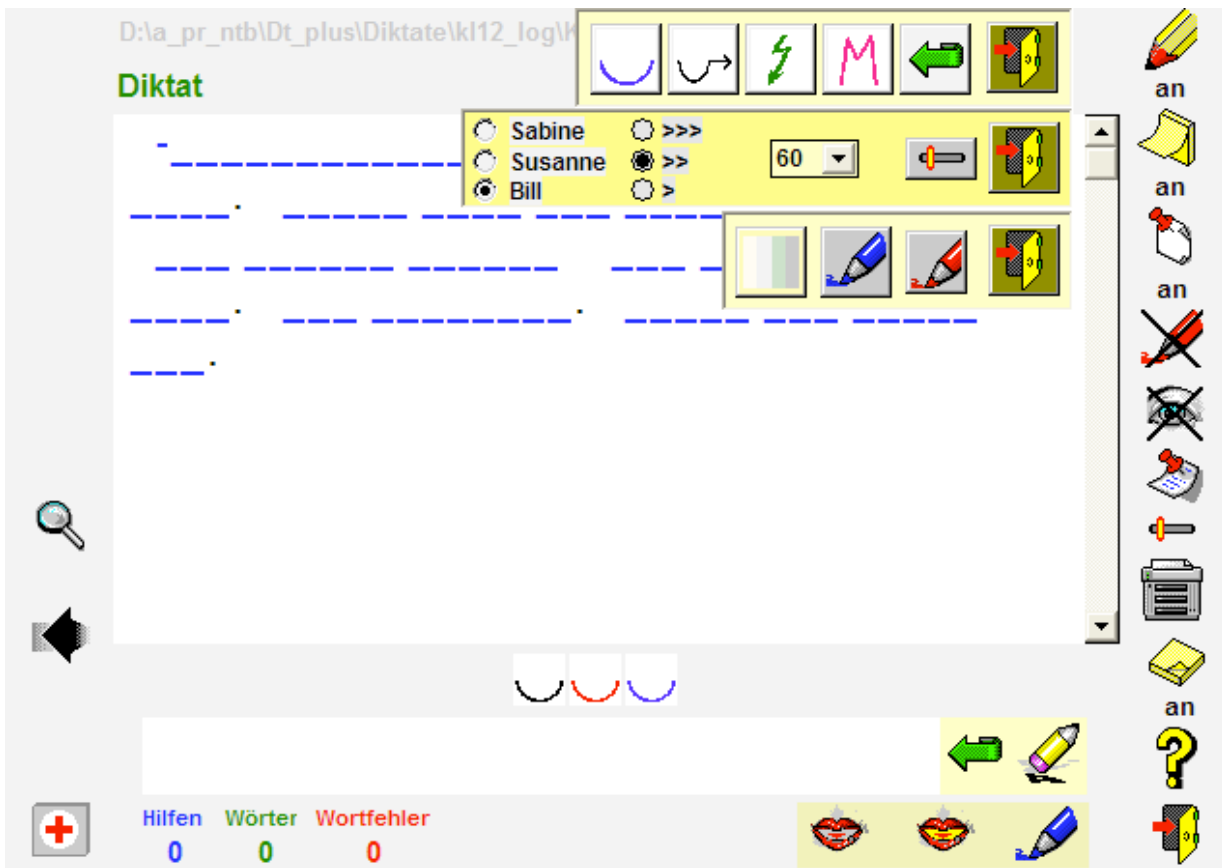 D:\a_pr_ntb\Dt_plus\Diktate\kl12_log\
Diktat
an
Sabine >>>
Susanne >>
Bill >
60
an
an
an
Hilfen Wörter Wortfehler
0 0 0